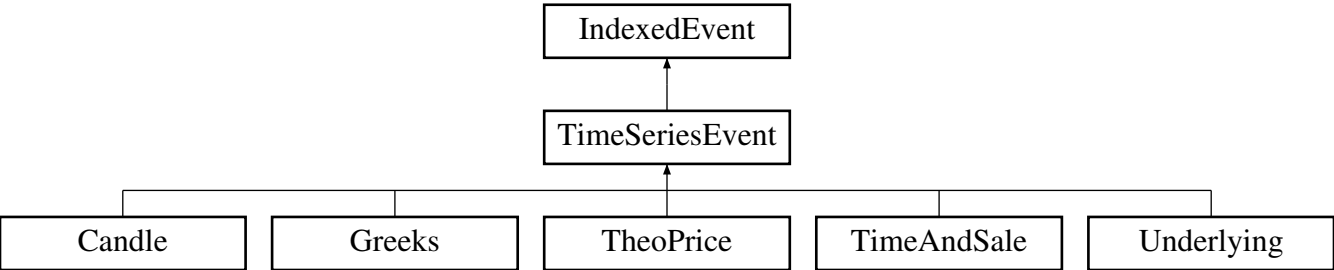 IndexedEvent
TimeSeriesEvent
Candle Greeks TheoPrice TimeAndSale Underlying